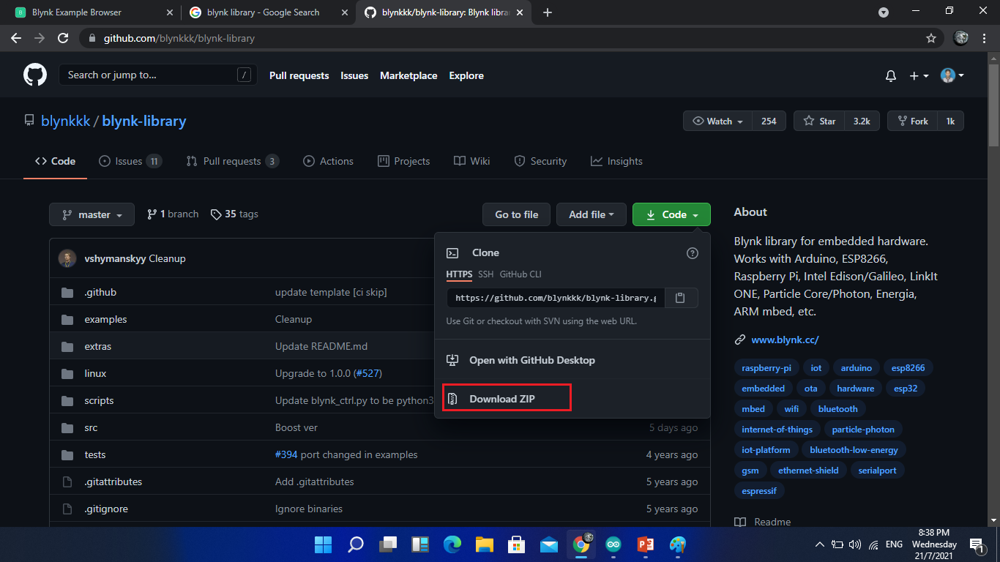 Blynk Example Browser
blynk library - Google Search
blynkkk/blynk-library: Blynk libra
github.com/blynkkk/blynk-library
Search or jump to... /
Pull requests Issues Marketplace Explore
blynkkk / blynk-library
Watch 254 Star 3.2k Fork 1k
Code Issues 11 Pull requests 3 Actions Projects Wiki Security Insights
master 1 branch 35 tags Go to file Add file Code
vshymanskyy Cleanup
.github update template [ci skip]
examples Cleanup
extras Update README.md
linux Upgrade to 1.0.0 (#527)
scripts Update blynk_ctrl.py to be python3
src Boost ver 5 days ago
tests #394 port changed in examples 4 years ago
.gitattributes Add .gitattributes 5 years ago
.gitignore Ignore binaries 5 years ago
Clone
HTTPS SSH GitHub CLI
https://github.com/blynkkk/blynk-library.g
Use Git or checkout with SVN using the web URL.
Open with GitHub Desktop
Download ZIP
About
Blynk library for embedded hardware.
Works with Arduino, ESP8266,
Raspberry Pi, Intel Edison/Galileo, LinkIt
ONE, Particle Core/Photon, Energia,
ARM mbed, etc.
www.blynk.cc/
raspberry-pi iot arduino esp8266
embedded ota hardware esp32
mbed wifi bluetooth
internet-of-things particle-photon
iot-platform bluetooth-low-energy
gsm ethernet-shield serialport
espressif
Readme
ENG
8:38 PM
Wednesday
21/7/2021
1